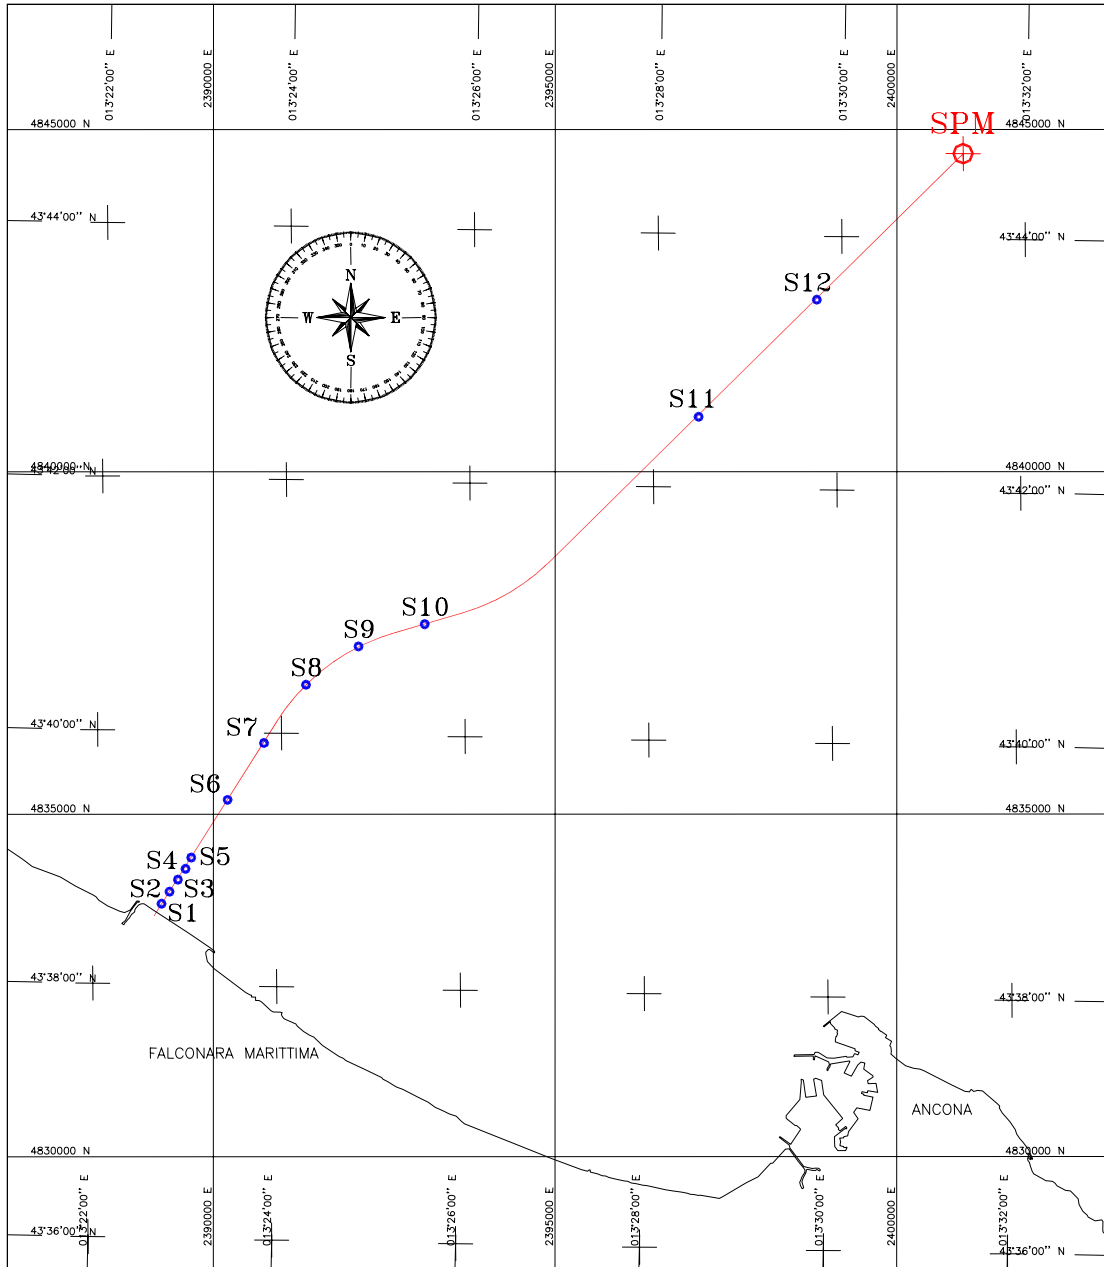 013°22'00" E
2390000 E
013°24'00" E
013°26'00" E
2395000 E
013°28'00" E
013°30'00" E
2400000 E
013°32'00" E
4845000 N
4845000 N
SPM
43°44'00" N
43°44'00" N
N
W
E
S
S12
S11
4840000 N
4840000 N
43°42'00" N
43°42'00" N
S10
S9
S8
S7
43°40'00" N
43°40'00" N
S6
4835000 N
4835000 N
S5
S4
S3
S2
S1
43°38'00" N
43°38'00" N
FALCONARA MARITTIMA
ANCONA
4830000 N
4830000 N
43°36'00" N
43°36'00" N
013°22'00" E
2390000 E
013°24'00" E
013°26'00" E
2395000 E
013°28'00" E
013°30'00" E
2400000 E
013°32'00" E